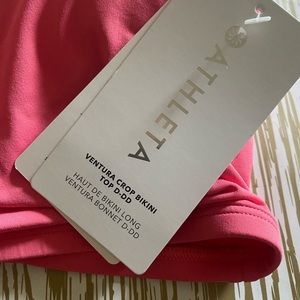 ATHLETA
VENTURA CROP BIKINI
TOP D-DD
HAUT DE BIKINI LONG
VENTURA BONNET D-DD